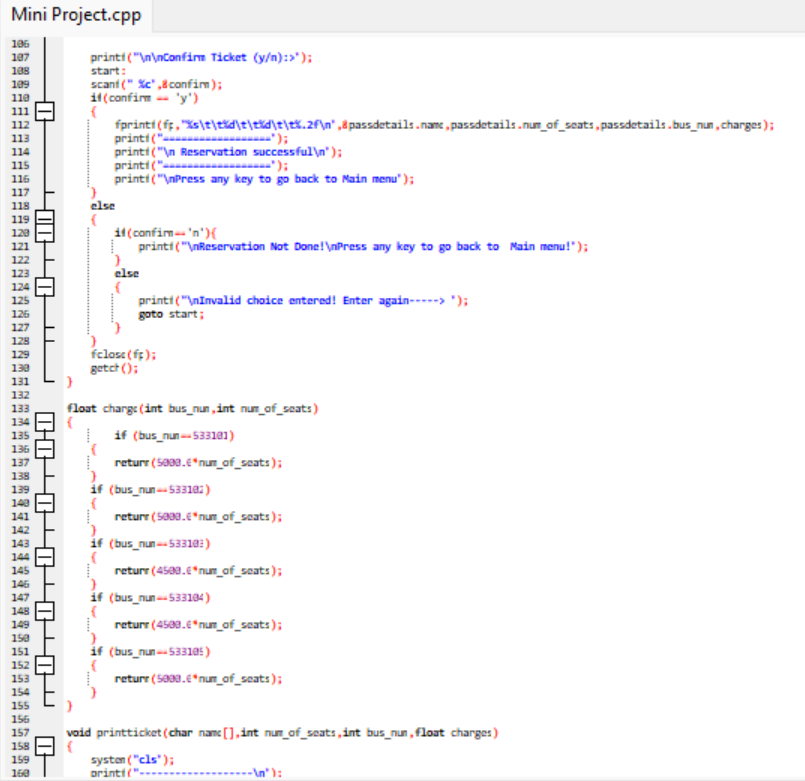 Mini Project.cpp
106
107 printf("\n\nConfirm Ticket (y/n):>");
108 start:
109 scanf(" %c",&confirm);
110 if(confirm == 'y')
111 {
112 fprintf(fp,"%s\t\t%d\t\t%d\t\t%.2f\n",&passdetails.name,passdetails.num_of_seats,passdetails.bus_num,charges);
113 printf("==================");
114 printf("\n Reservation successful\n");
115 printf("==================");
116 printf("\nPress any key to go back to Main menu");
117 }
118 else
119 {
120 if(confirm=='n'){
121 printf("\nReservation Not Done!\nPress any key to go back to  Main menu!");
122 }
123 else
124 {
125 printf("\nInvalid choice entered! Enter again-----> ");
126 goto start;
127 }
128 }
129 fclose(fp);
130 getch();
131 }
132
133 float charge(int bus_num,int num_of_seats)
134 {
135 if (bus_num==533101)
136 {
137 return(5000.0*num_of_seats);
138 }
139 if (bus_num==533102)
140 {
141 return(5000.0*num_of_seats);
142 }
143 if (bus_num==533103)
144 {
145 return(4500.0*num_of_seats);
146 }
147 if (bus_num==533104)
148 {
149 return(4500.0*num_of_seats);
150 }
151 if (bus_num==533105)
152 {
153 return(5000.0*num_of_seats);
154 }
155 }
156
157 void printticket(char name[],int num_of_seats,int bus_num,float charges)
158 {
159 system("cls");
160 printf("-------------------\n");